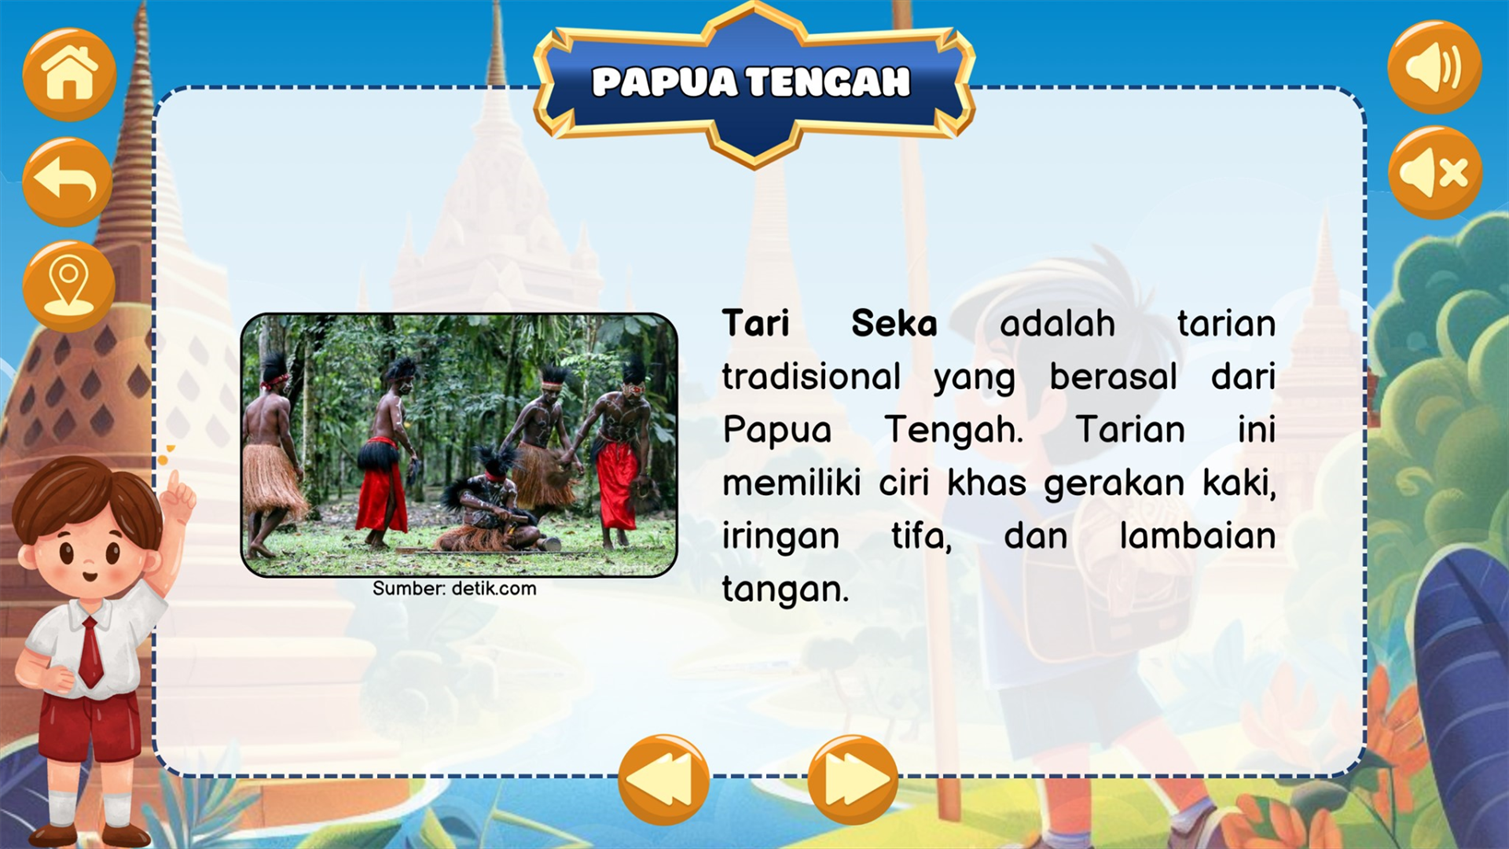 PAPUA TENGAH
Tari Seka adalah tarian
tradisional yang berasal dari
Papua Tengah. Tarian ini
memiliki ciri khas gerakan kaki,
iringan tifa, dan lambaian
tangan.
Sumber: detik.com